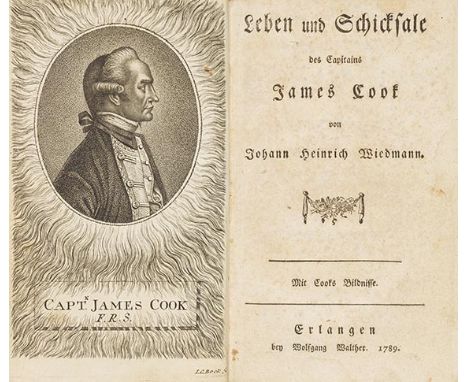 CAPT.ⁿ JAMES COOK
F.R.S.
I.C. Bock f.
Leben und Schicksale
des Capitains
James Cook
von
Johann Heinrich Wiedmann.
Mit Cooks Bildnisse.
Erlangen
bey Wolfgang Walther. 1789.